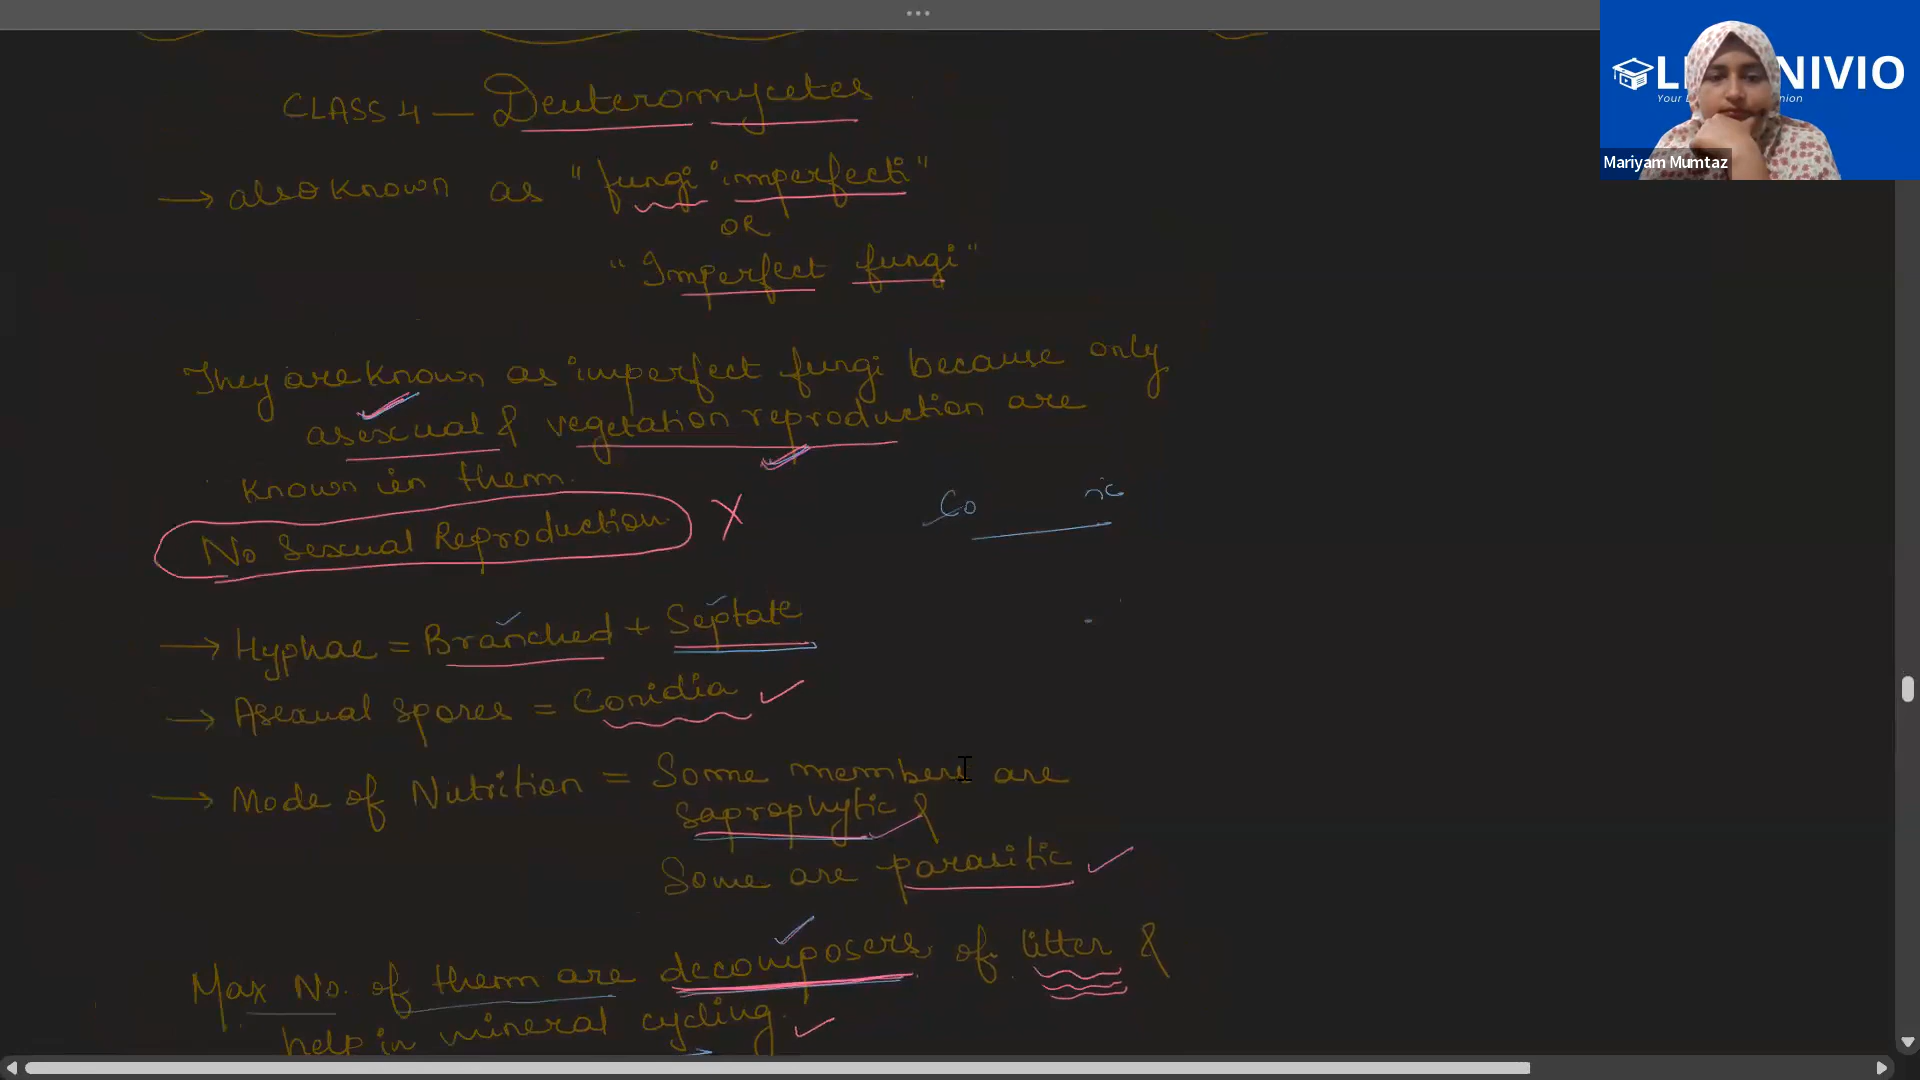 CLASS 4 — Deuteromycetes
→ also known as "fungi imperfecti"
OR
"Imperfect fungi"
They are known as imperfect fungi because only
asexual & vegetation reproduction are
known in them.
No Sexual Reproduction X
Co
→ Hyphae = Branched + Septate
→ Asexual spores = Conidia
→ Mode of Nutrition = Some members are
saprophytic &
Some are parasitic
Max No. of them are decomposers of litter &
help in mineral cycling.
NIVIO
Mariyam Mumtaz